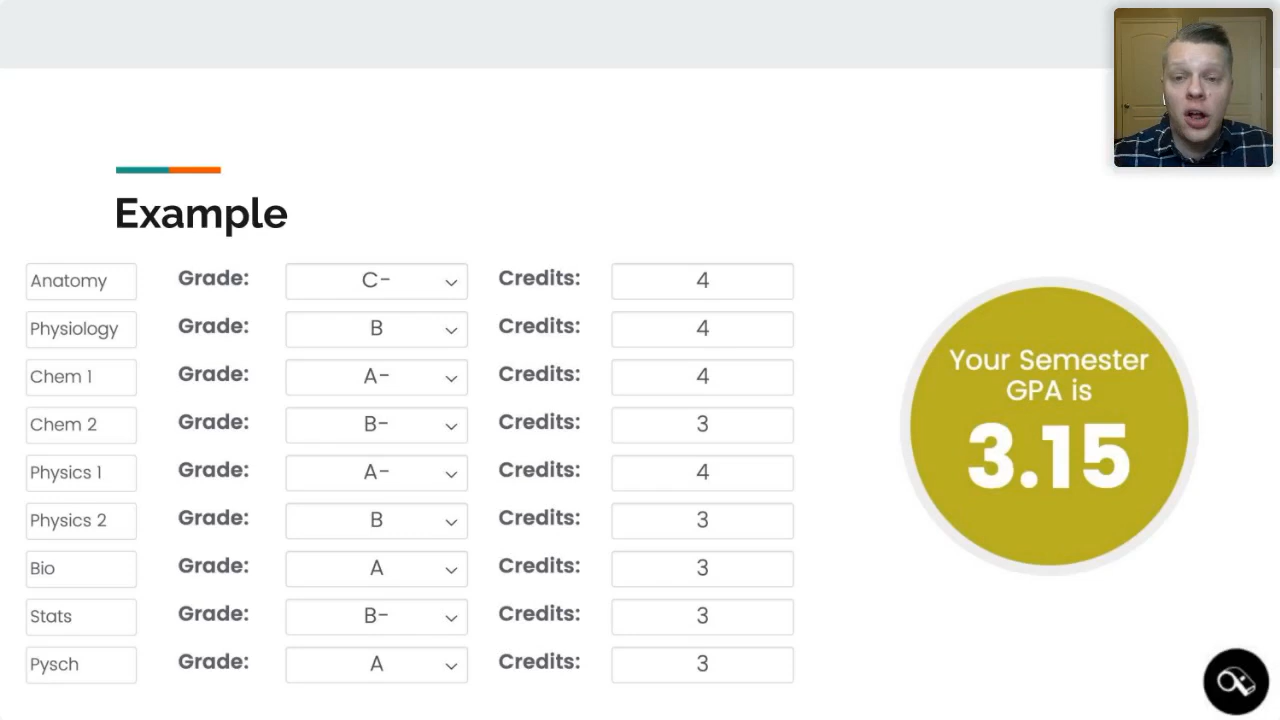 Example
Anatomy Grade: C- Credits: 4
Physiology Grade: B Credits: 4
Chem 1 Grade: A- Credits: 4
Chem 2 Grade: B- Credits: 3
Physics 1 Grade: A- Credits: 4
Physics 2 Grade: B Credits: 3
Bio Grade: A Credits: 3
Stats Grade: B- Credits: 3
Pysch Grade: A Credits: 3
Your Semester
GPA is
3.15